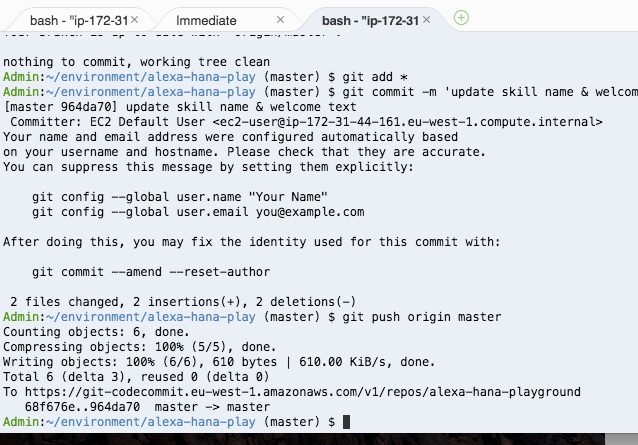 bash - "ip-172-31 × Immediate × bash - "ip-172-31 ×
Your branch is up to date with 'origin/master'.
nothing to commit, working tree clean
Admin:~/environment/alexa-hana-play (master) $ git add *
Admin:~/environment/alexa-hana-play (master) $ git commit -m 'update skill name & welcom
[master 964da70] update skill name & welcome text
Committer: EC2 Default User <ec2-user@ip-172-31-44-161.eu-west-1.compute.internal>
Your name and email address were configured automatically based
on your username and hostname. Please check that they are accurate.
You can suppress this message by setting them explicitly:
git config --global user.name "Your Name"
git config --global user.email you@example.com
After doing this, you may fix the identity used for this commit with:
git commit --amend --reset-author
2 files changed, 2 insertions(+), 2 deletions(-)
Admin:~/environment/alexa-hana-play (master) $ git push origin master
Counting objects: 6, done.
Compressing objects: 100% (5/5), done.
Writing objects: 100% (6/6), 610 bytes | 610.00 KiB/s, done.
Total 6 (delta 3), reused 0 (delta 0)
To https://git-codecommit.eu-west-1.amazonaws.com/v1/repos/alexa-hana-playground
68f676e..964da70 master -> master
Admin:~/environment/alexa-hana-play (master) $